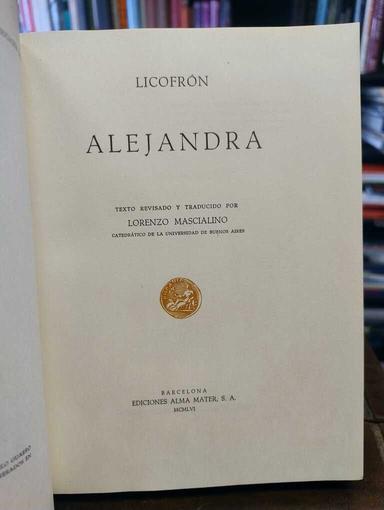 LICOFRÓN
ALEJANDRA
TEXTO REVISADO Y TRADUCIDO POR
LORENZO MASCIALINO
CATEDRÁTICO DE LA UNIVERSIDAD DE BUENOS AIRES
BARCELONA
EDICIONES ALMA MATER, S. A.
MCMLVI